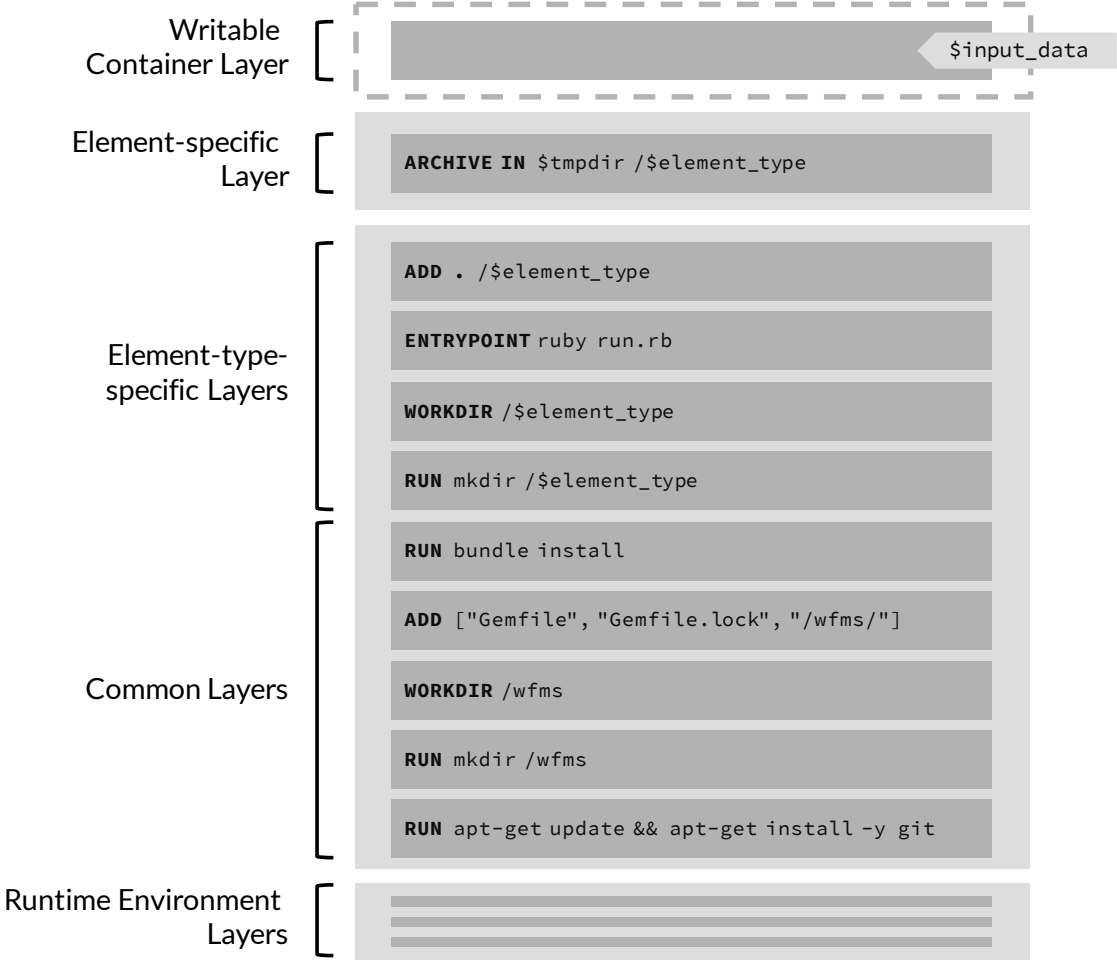 Writable
Container Layer
$input_data
Element-specific
Layer
ARCHIVE IN $tmpdir /$element_type
Element-type-
specific Layers
ADD . /$element_type
ENTRYPOINT ruby run.rb
WORKDIR /$element_type
RUN mkdir /$element_type
Common Layers
RUN bundle install
ADD ["Gemfile", "Gemfile.lock", "/wfms/"]
WORKDIR /wfms
RUN mkdir /wfms
RUN apt-get update && apt-get install -y git
Runtime Environment
Layers